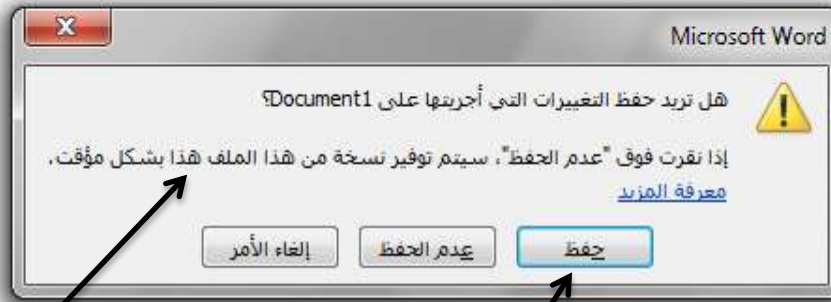 Microsoft Word
هل تريد حفظ التغييرات التي أجريتها على Document1؟
إذا نقرت فوق "عدم الحفظ"، سيتم توفير نسخة من هذا الملف هذا بشكل مؤقت.
معرفة المزيد
حفظ
عدم الحفظ
إلغاء الأمر